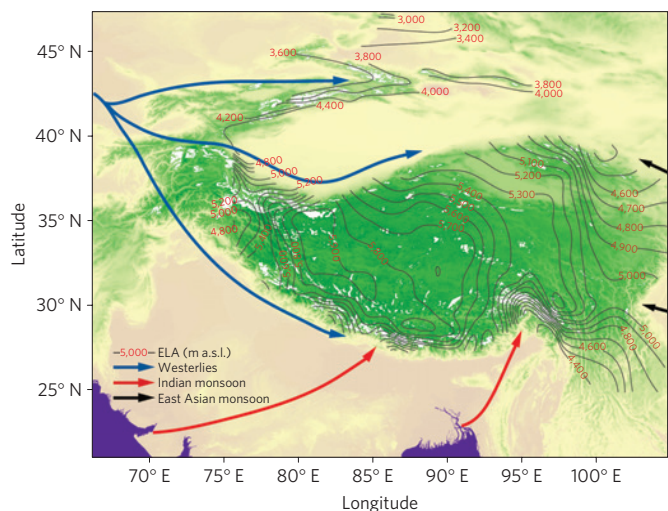 45° N
40° N
35° N
30° N
25° N
Latitude
3,000
3,200
3,400
3,600
3,800
4,400
4,000
3,800
4,000
4,200
4,800
5,000
5,200
5,200
5,000
4,800
5,100
5,200
5,300
4,600
4,700
4,800
4,900
5,000
5,000
4,800
4,600
4,400
—5,000— ELA (m a.s.l.)
Westerlies
Indian monsoon
East Asian monsoon
70° E 75° E 80° E 85° E 90° E 95° E 100° E
Longitude